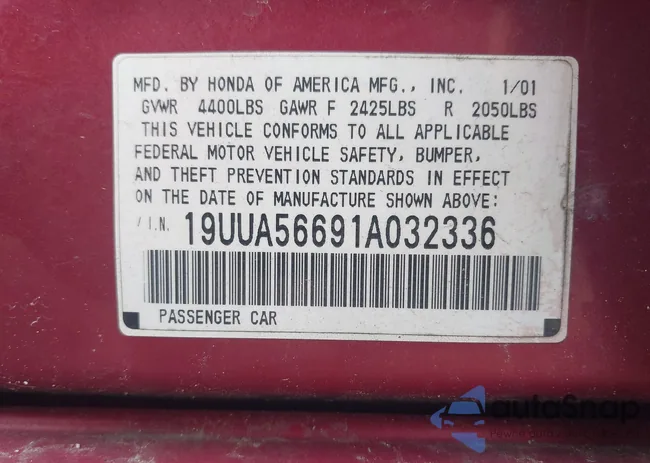 MFD. BY HONDA OF AMERICA MFG., INC. 1/01
GVWR 4400LBS GAWR F 2425LBS R 2050LBS
THIS VEHICLE CONFORMS TO ALL APPLICABLE
FEDERAL MOTOR VEHICLE SAFETY, BUMPER,
AND THEFT PREVENTION STANDARDS IN EFFECT
ON THE DATE OF MANUFACTURE SHOWN ABOVE:
V.I.N. 19UUA56691A032336
PASSENGER CAR
autoSnap